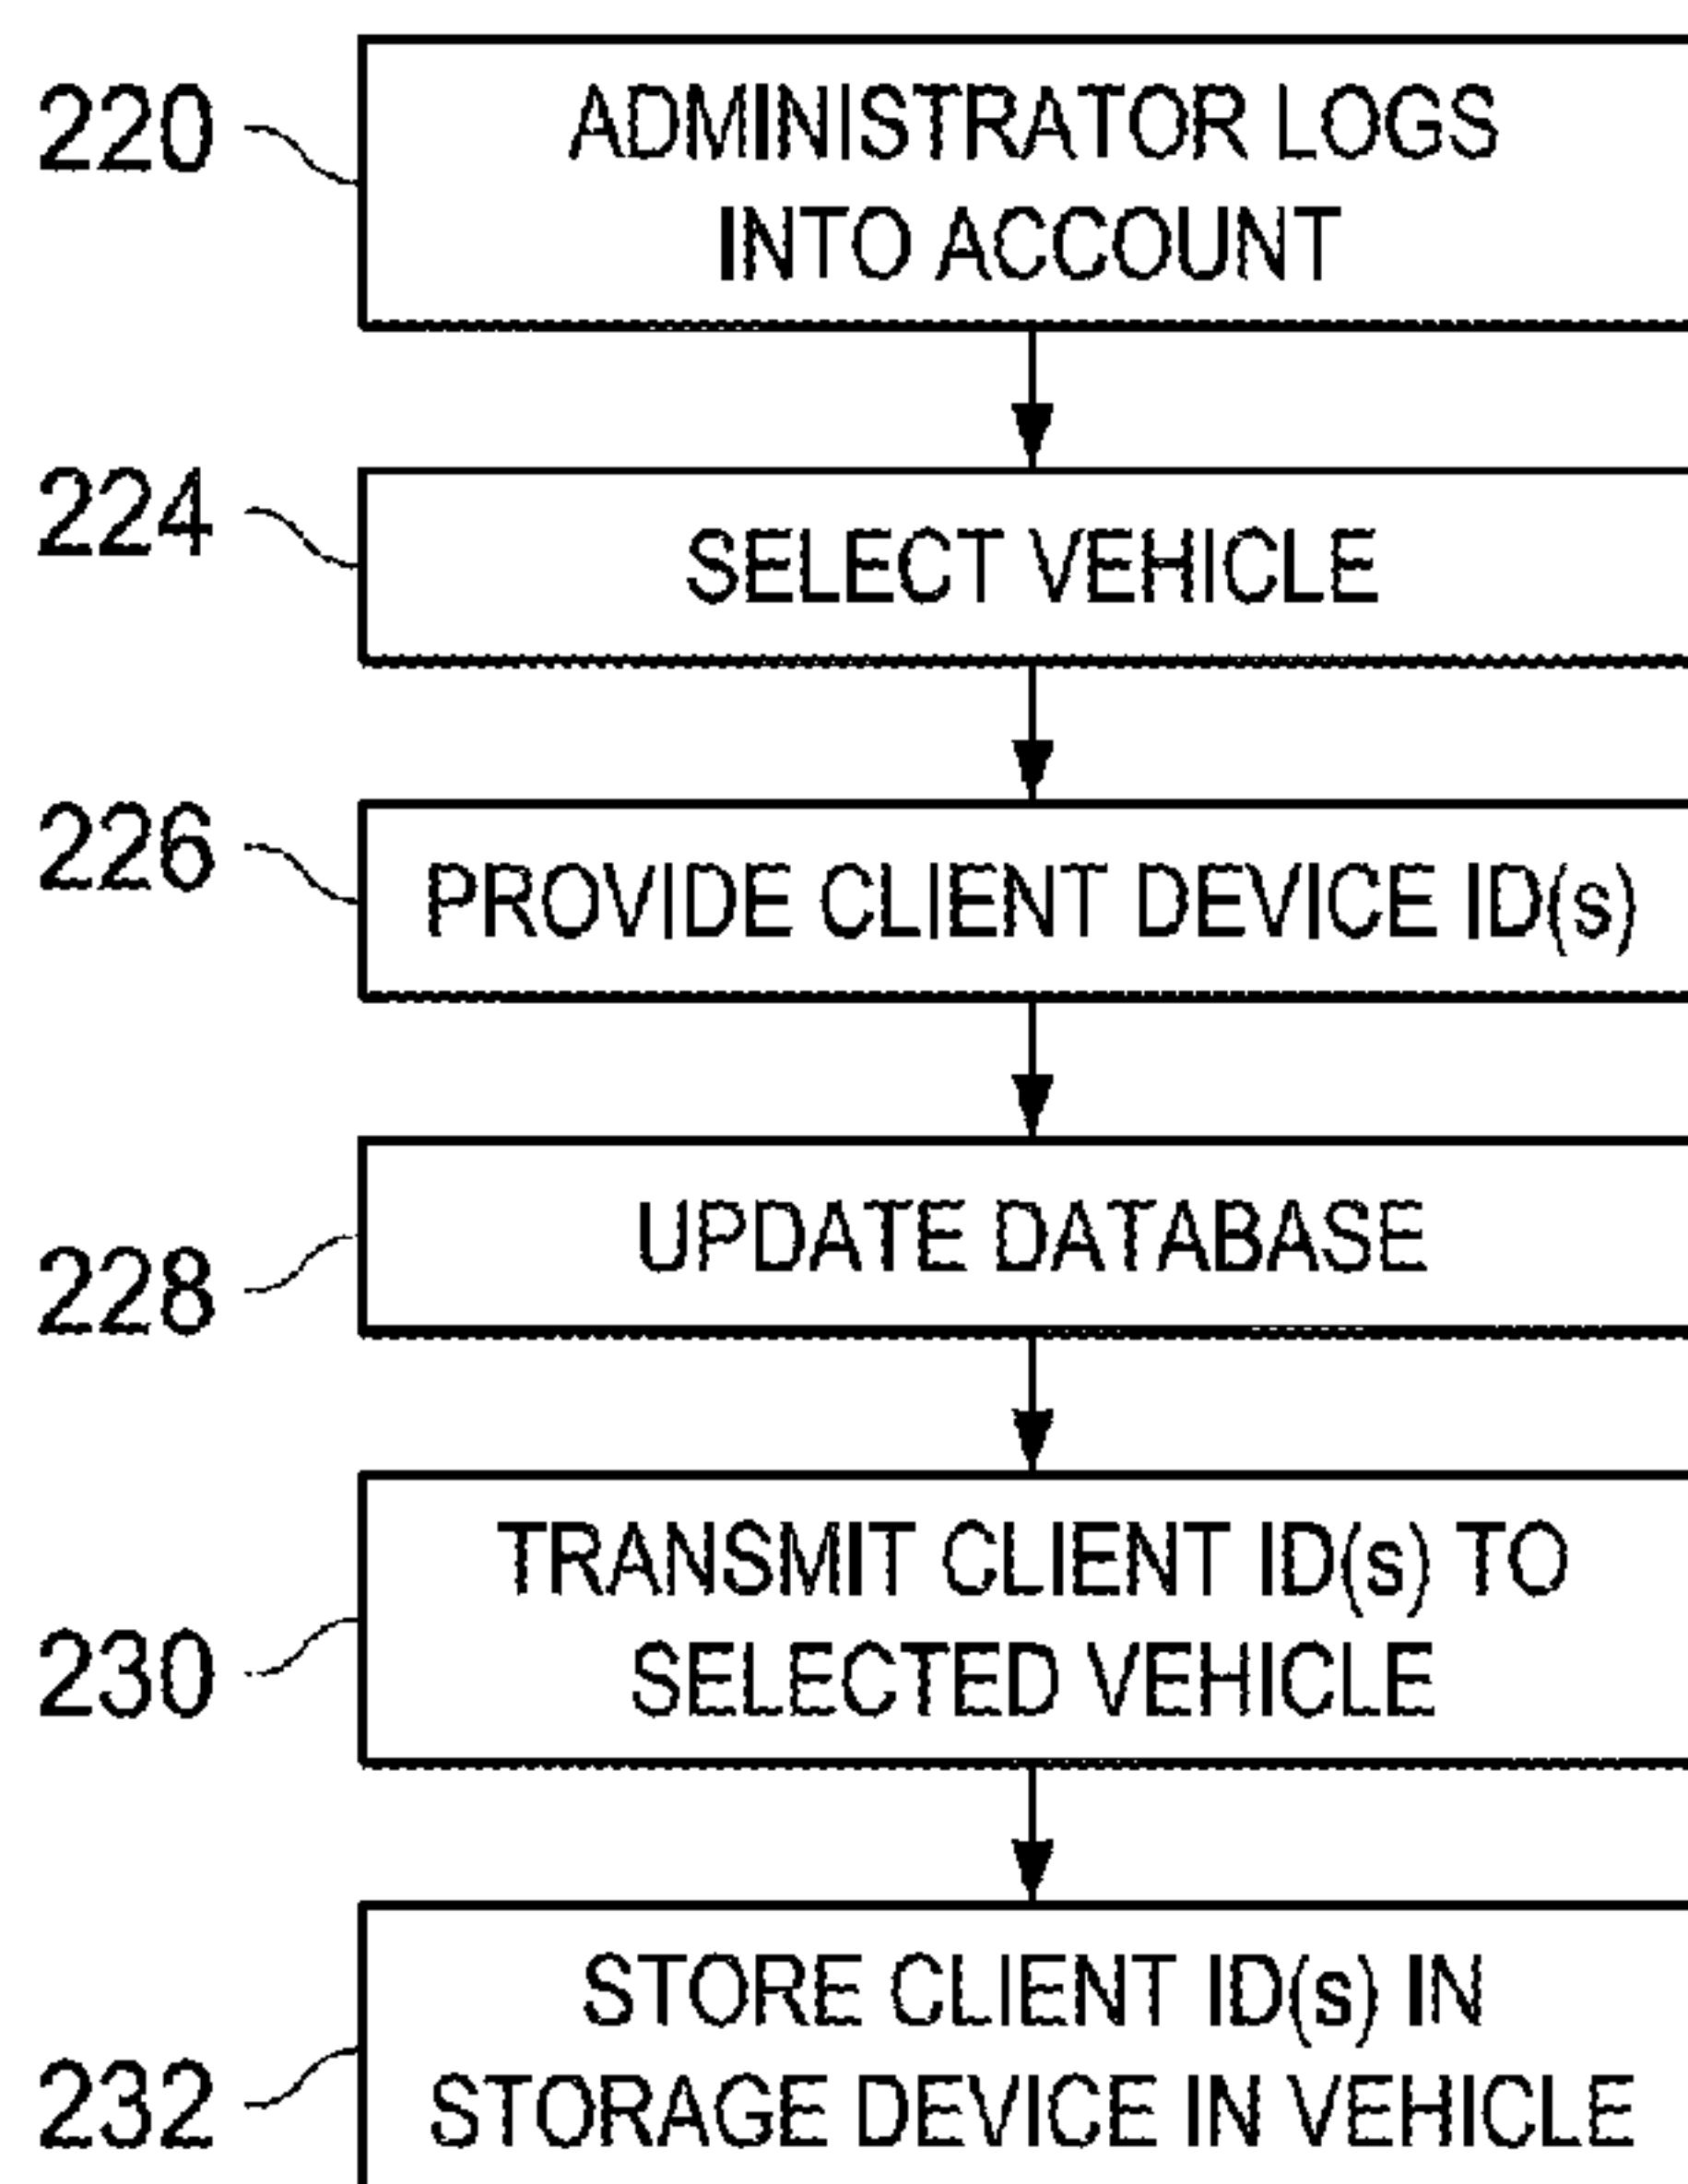 220
ADMINISTRATOR LOGS
INTO ACCOUNT
224
SELECT VEHICLE
226
PROVIDE CLIENT DEVICE ID(s)
228
UPDATE DATABASE
230
TRANSMIT CLIENT ID(s) TO
SELECTED VEHICLE
232
STORE CLIENT ID(s) IN
STORAGE DEVICE IN VEHICLE